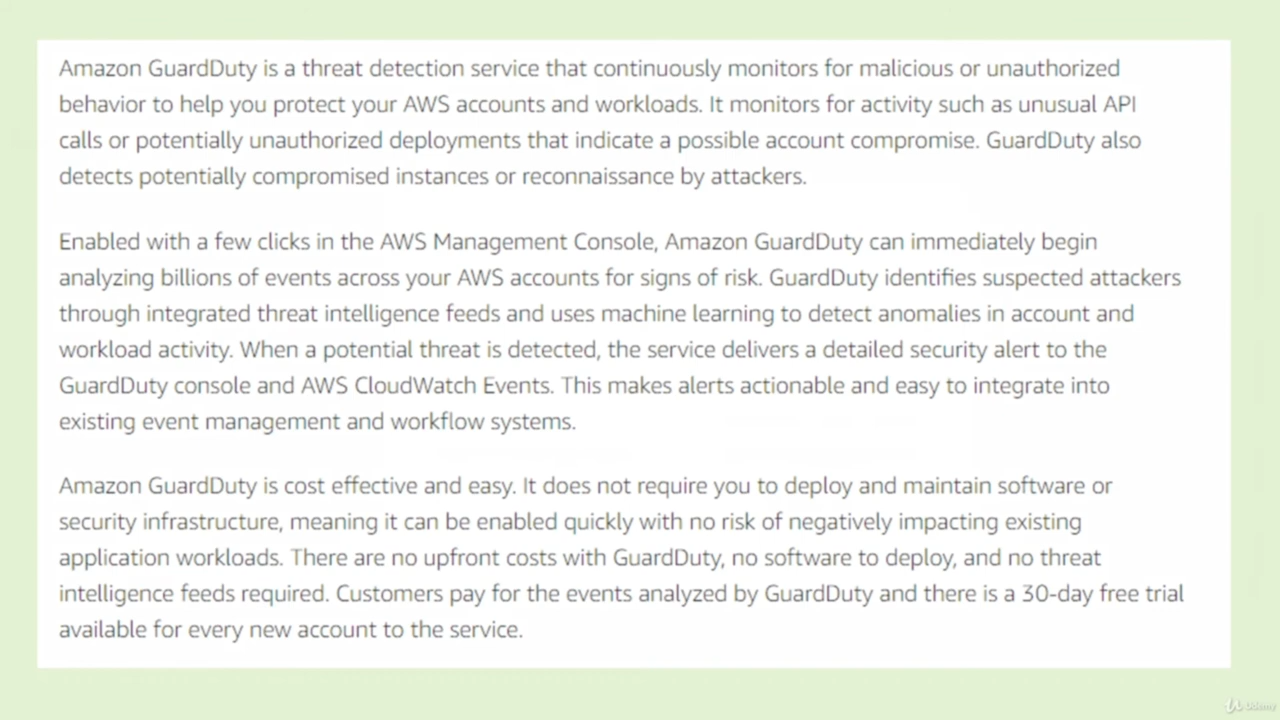 Amazon GuardDuty is a threat detection service that continuously monitors for malicious or unauthorized
behavior to help you protect your AWS accounts and workloads. It monitors for activity such as unusual API
calls or potentially unauthorized deployments that indicate a possible account compromise. GuardDuty also
detects potentially compromised instances or reconnaissance by attackers.
Enabled with a few clicks in the AWS Management Console, Amazon GuardDuty can immediately begin
analyzing billions of events across your AWS accounts for signs of risk. GuardDuty identifies suspected attackers
through integrated threat intelligence feeds and uses machine learning to detect anomalies in account and
workload activity. When a potential threat is detected, the service delivers a detailed security alert to the
GuardDuty console and AWS CloudWatch Events. This makes alerts actionable and easy to integrate into
existing event management and workflow systems.
Amazon GuardDuty is cost effective and easy. It does not require you to deploy and maintain software or
security infrastructure, meaning it can be enabled quickly with no risk of negatively impacting existing
application workloads. There are no upfront costs with GuardDuty, no software to deploy, and no threat
intelligence feeds required. Customers pay for the events analyzed by GuardDuty and there is a 30-day free trial
available for every new account to the service.
Udemy